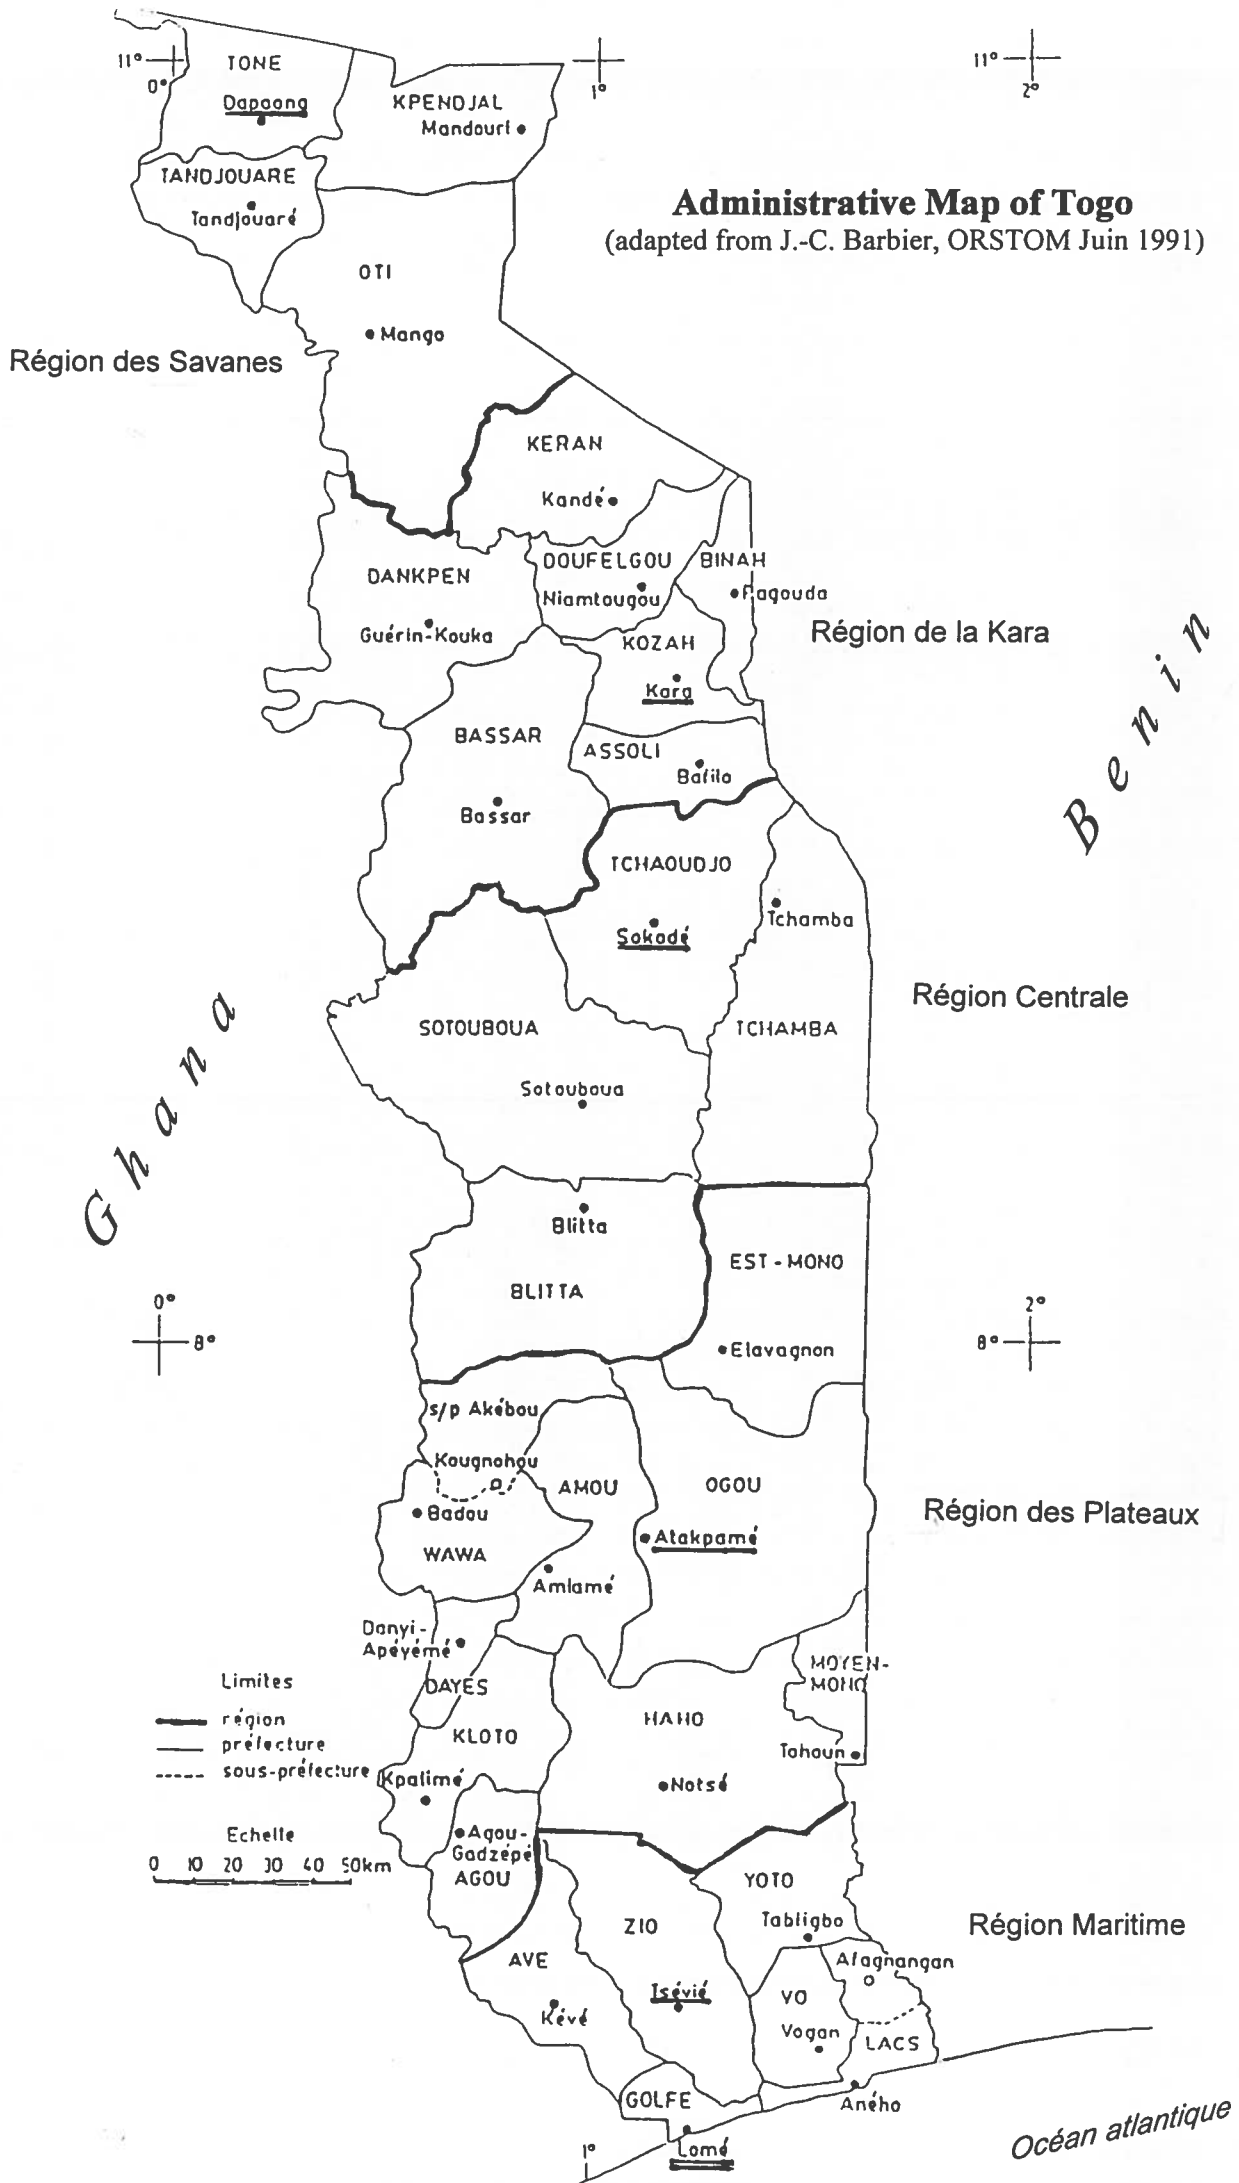 11°
0°
1°
11°
2°
TONE
Dapaong
KPENDJAL
Mandouri
TANDJOUARE
Tandjouaré
Administrative Map of Togo
(adapted from J.-C. Barbier, ORSTOM Juin 1991)
OTI
Mango
Région des Savanes
KERAN
Kandé
DOUFELGOU
Niamtougou
BINAH
Pagouda
DANKPEN
Guérin-Kouka
Région de la Kara
KOZAH
Kara
Benin
BASSAR
Bassar
ASSOLI
Bafilo
TCHAOUDJO
Sokodé
Tchamba
TCHAMBA
Région Centrale
Ghana
SOTOUBOUA
Sotouboua
Blitta
BLITTA
EST-MONO
Elavagnon
0°
8°
2°
8°
s/p Akébou
Kougnohou
Badou
WAWA
AMOU
Amlamé
OGOU
Atakpamé
Région des Plateaux
Danyi-
Apéyémé
DAYES
KLOTO
Kpalimé
HAHO
Notsé
MOYEN-
MONO
Tohoun
Limites
région
préfecture
sous-préfecture
Echelle
0 10 20 30 40 50km
Agou-
Gadzépé
AGOU
YOTO
Tabligbo
ZIO
Tsévié
AVE
Kévé
Région Maritime
Afagnangan
VO
Vogan
LACS
Aného
GOLFE
Lomé
1°
Océan atlantique